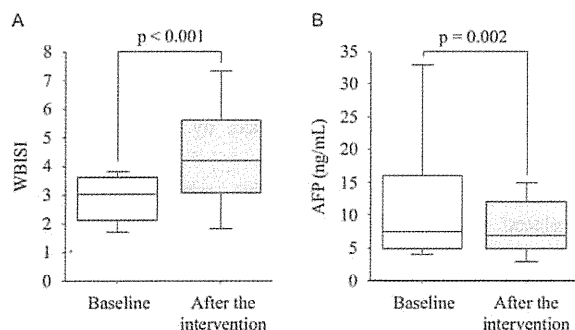 A
p < 0.001
8
7
6
5
4
3
2
1
0
WBISI
Baseline
After the
intervention
B
p = 0.002
35
30
25
20
15
10
5
0
AFP (ng/mL)
Baseline
After the
intervention